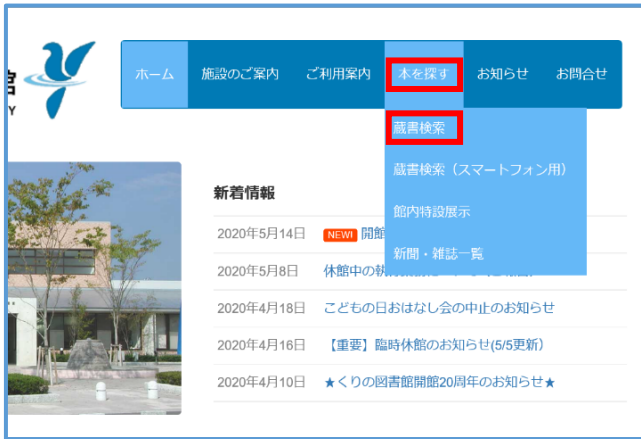 館
Y
ホーム 施設のご案内 ご利用案内 本を探す お知らせ お問合せ
蔵書検索
蔵書検索（スマートフォン用）
館内特設展示
新聞・雑誌一覧
新着情報
2020年5月14日 NEW! 開館
2020年5月8日 休館中の
2020年4月18日 こどもの日おはなし会の中止のお知らせ
2020年4月16日 【重要】臨時休館のお知らせ(5/5更新)
2020年4月10日 ★くりの図書館開館20周年のお知らせ★